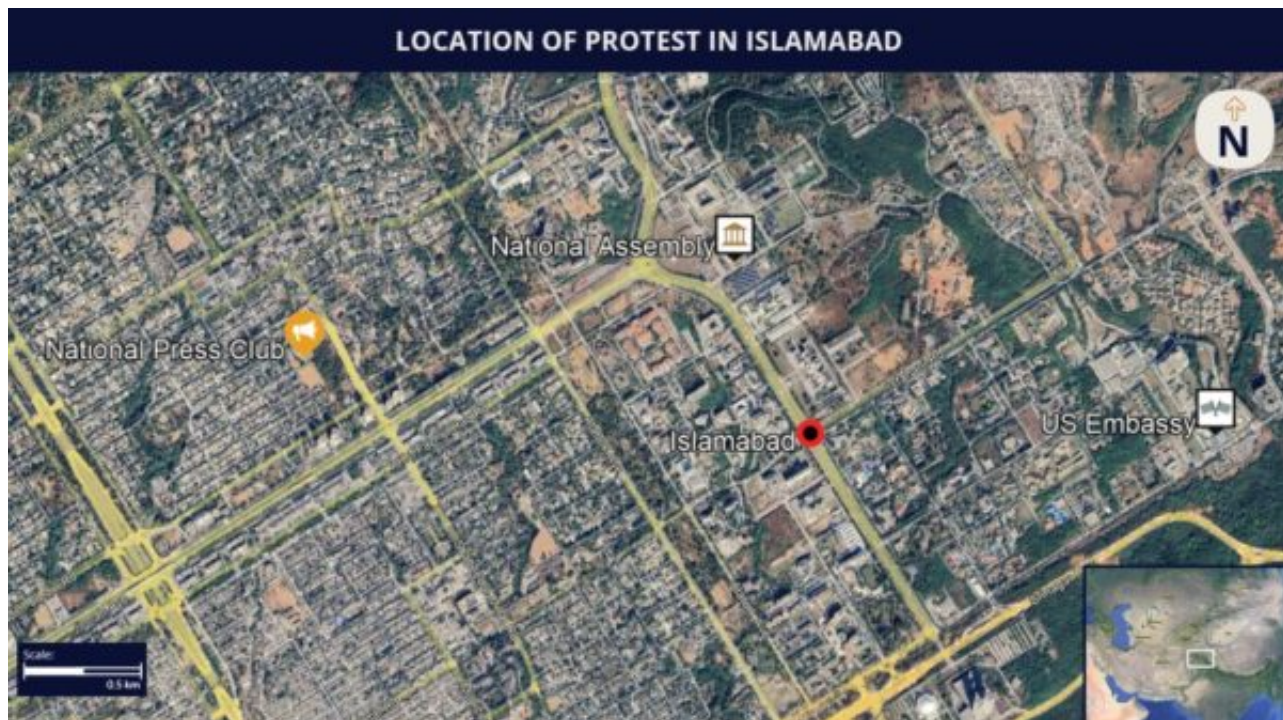 LOCATION OF PROTEST IN ISLAMABAD
N
National Assembly
National Press Club
US Embassy
Islamabad
Scale:
0.5 km